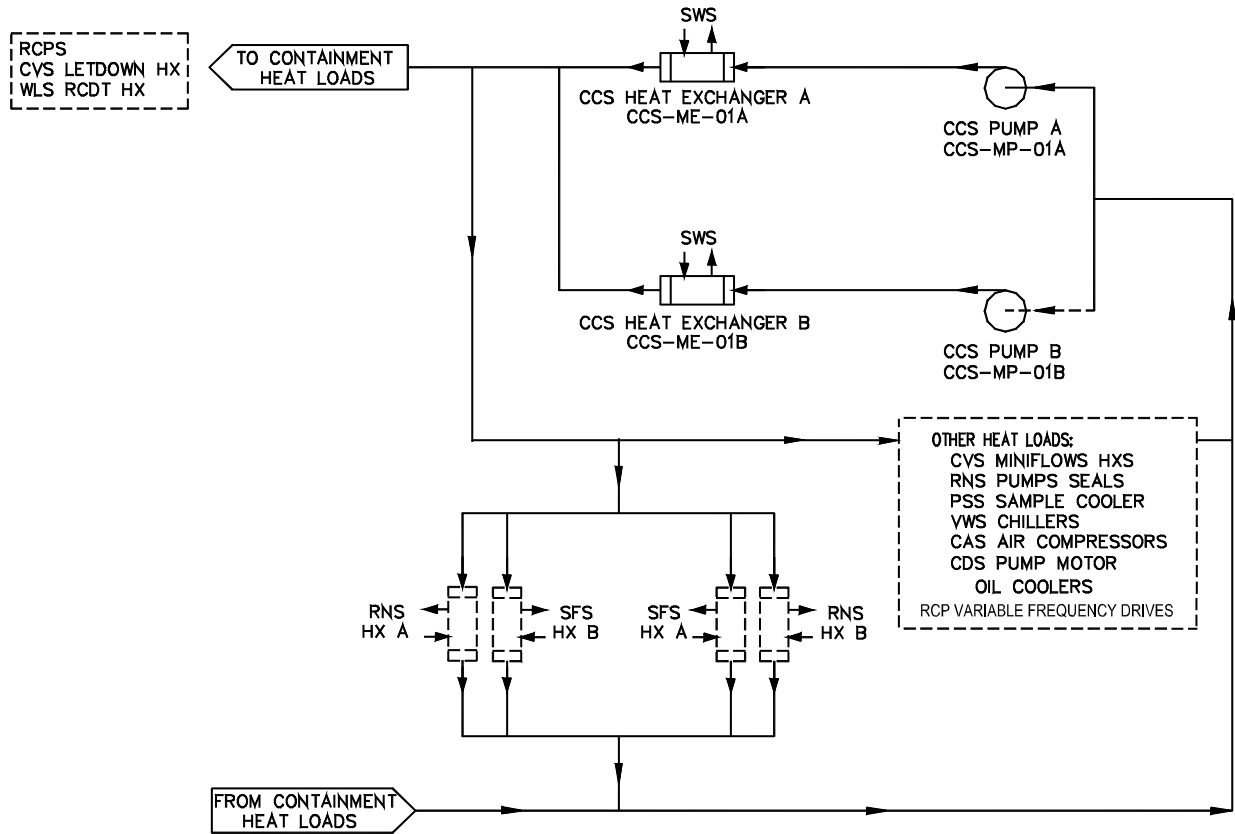 SWS
RCPS
CVS LETDOWN HX
WLS RCDT HX
TO CONTAINMENT
HEAT LOADS
CCS HEAT EXCHANGER A
CCS-ME-01A
CCS PUMP A
CCS-MP-01A
SWS
CCS HEAT EXCHANGER B
CCS-ME-01B
CCS PUMP B
CCS-MP-01B
OTHER HEAT LOADS:
CVS MINIFLOWS HXS
RNS PUMPS SEALS
PSS SAMPLE COOLER
VWS CHILLERS
CAS AIR COMPRESSORS
CDS PUMP MOTOR
OIL COOLERS
RCP VARIABLE FREQUENCY DRIVES
RNS
HX A
SFS
HX B
SFS
HX A
RNS
HX B
FROM CONTAINMENT
HEAT LOADS